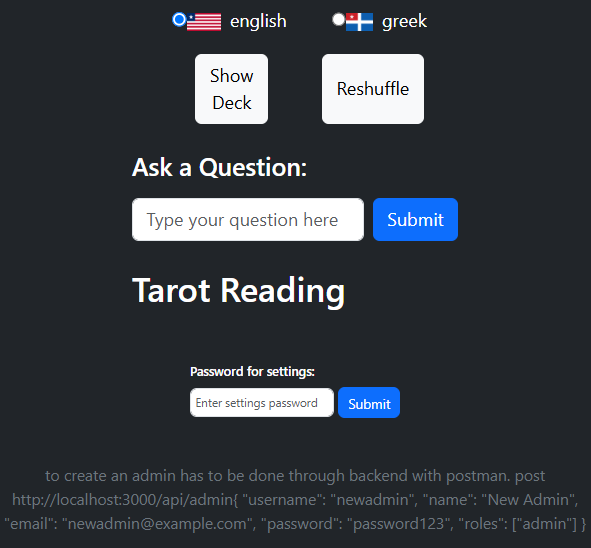 english greek
Show
Deck
Reshuffle
Ask a Question:
Type your question here Submit
Tarot Reading
Password for settings:
Enter settings password Submit
to create an admin has to be done through backend with postman. post
http://localhost:3000/api/admin{ "username": "newadmin", "name": "New Admin",
"email": "newadmin@example.com", "password": "password123", "roles": ["admin"] }